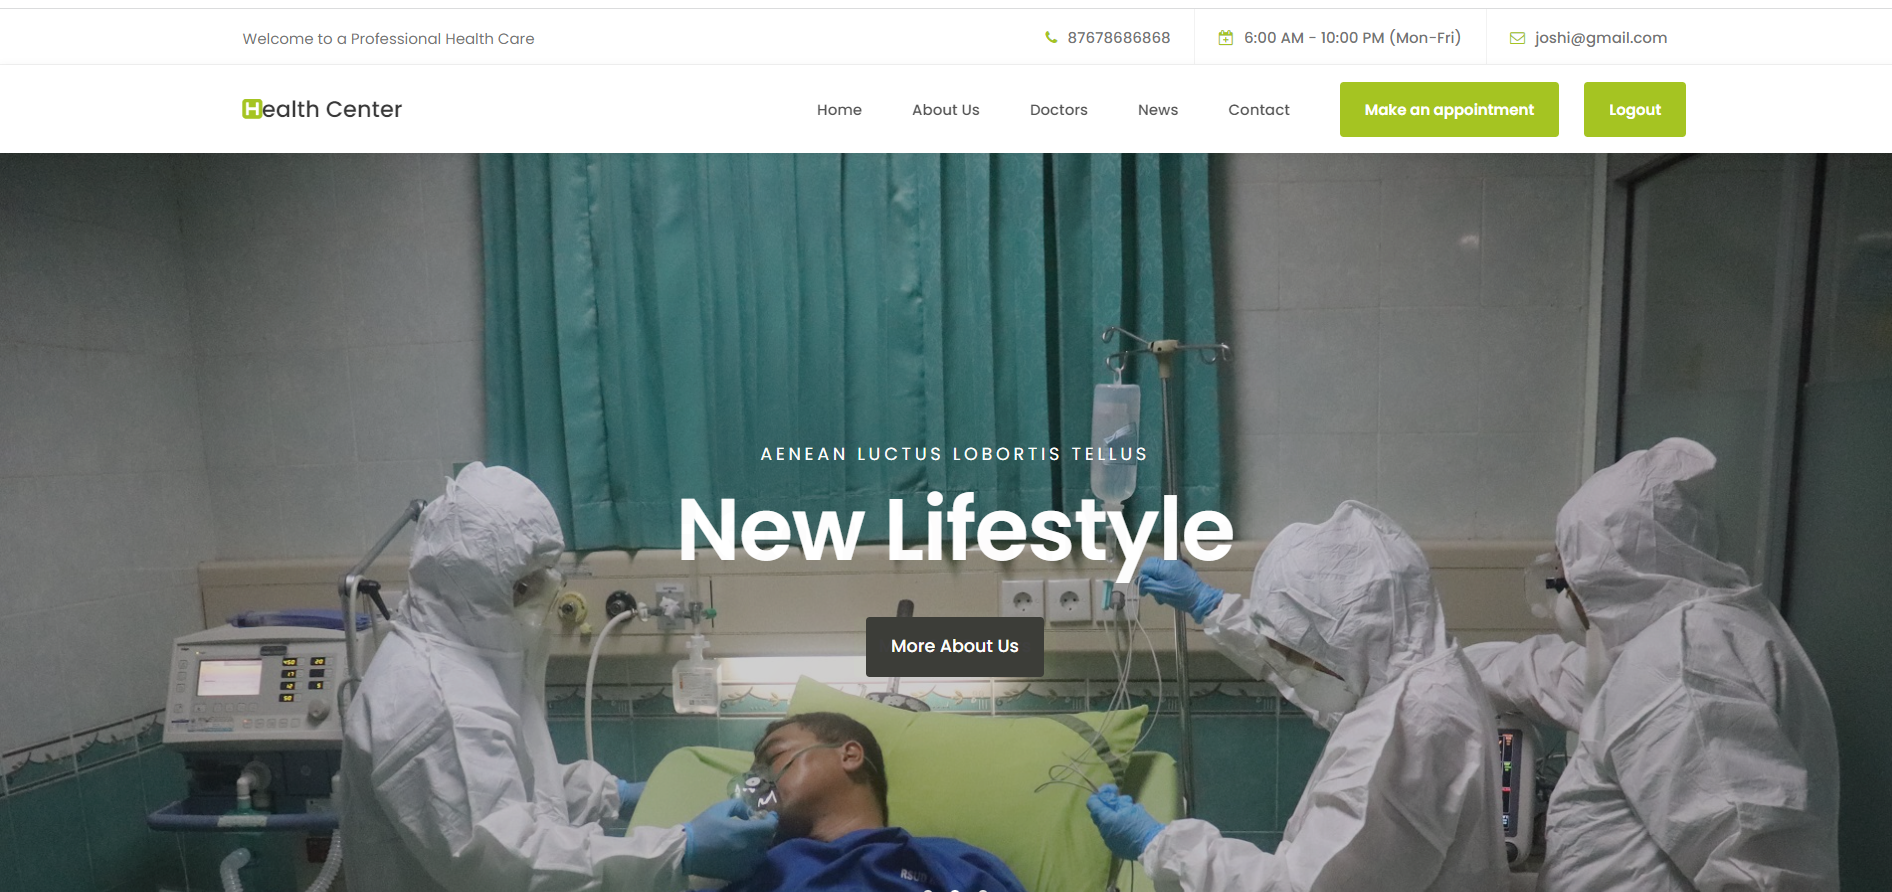 Welcome to a Professional Health Care
87678686868
6:00 AM - 10:00 PM (Mon-Fri)
joshi@gmail.com
Health Center
Home
About Us
Doctors
News
Contact
Make an appointment
Logout
AENEAN LUCTUS LOBORTIS TELLUS
New Lifestyle
More About Us